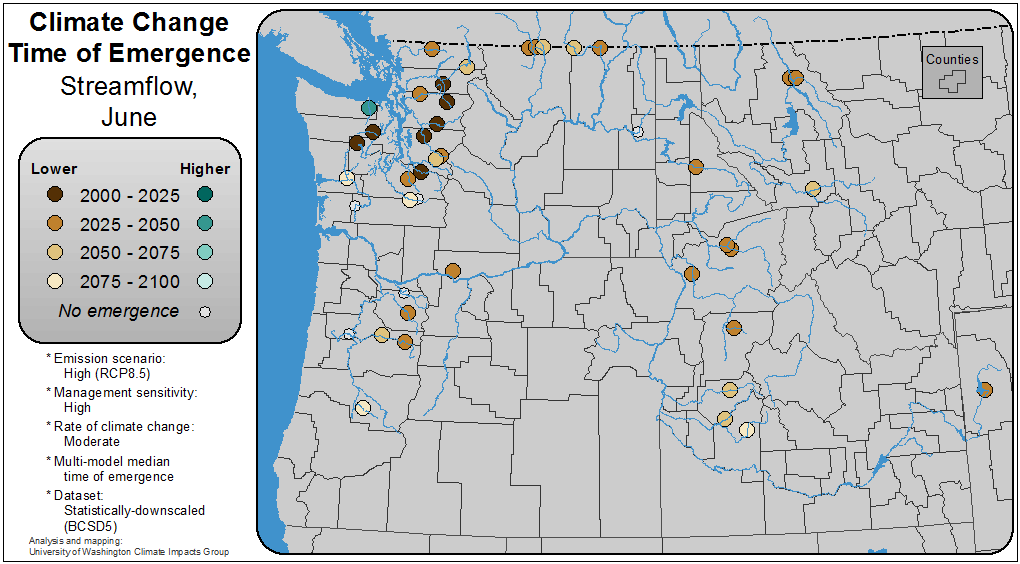 Climate Change
Time of Emergence
Streamflow,
June
Lower Higher
2000 - 2025
2025 - 2050
2050 - 2075
2075 - 2100
No emergence
* Emission scenario:
High (RCP8.5)
* Management sensitivity:
High
* Rate of climate change:
Moderate
* Multi-model median
time of emergence
* Dataset:
Statistically-downscaled
(BCSD5)
Analysis and mapping:
University of Washington Climate Impacts Group
Counties